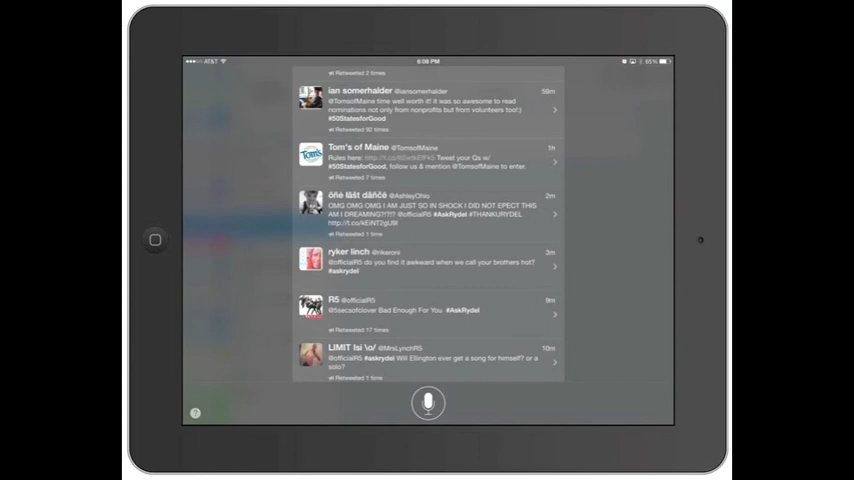 AT&T
6:08 PM
65%
Retweeted 2 times
ian somerhalder @iansomerhalder 59m
@TomsofMaine time well worth it! it was so awesome to read
nominations not only from nonprofits but from volunteers too!:)
#50StatesforGood
Retweeted 92 times
Tom's of Maine @TomsofMaine 1h
Rules here: Tweet your Qs w/
#50StatesforGood, follow us & mention @TomsofMaine to enter.
Retweeted 7 times
Tom's
@AshleyOhio 2m
OMG OMG OMG I AM JUST SO IN SHOCK I DID NOT EPECT THIS
AM I DREAMING?!?!? @officialR5 #AskRydel #THANKURYDEL
Retweeted 1 time
ryker linch @rikeroni 3m
@officialR5 do you find it awkward when we call your brothers hot?
#askrydel
R5 @officialR5 9m
@5secsofclover Bad Enough For You #AskRydel
Retweeted 17 times
LIMIT !si \o/ @MrsLynchR5 10m
@officialR5 #askrydel Will Ellington ever get a song for himself? or a
solo?
Retweeted 1 time
?